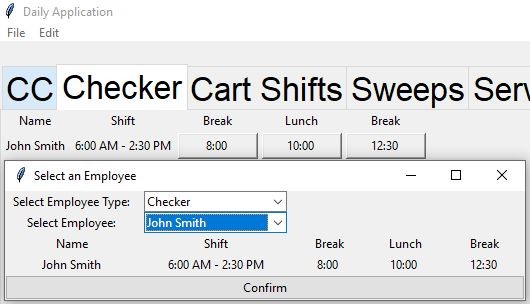 Daily Application
File Edit
CC Checker Cart Shifts Sweeps
Name Shift Break Lunch Break
John Smith 6:00 AM - 2:30 PM 8:00 10:00 12:30
Select an Employee
Select Employee Type: Checker
Select Employee: John Smith
Name Shift Break Lunch Break
John Smith 6:00 AM - 2:30 PM 8:00 10:00 12:30
Confirm